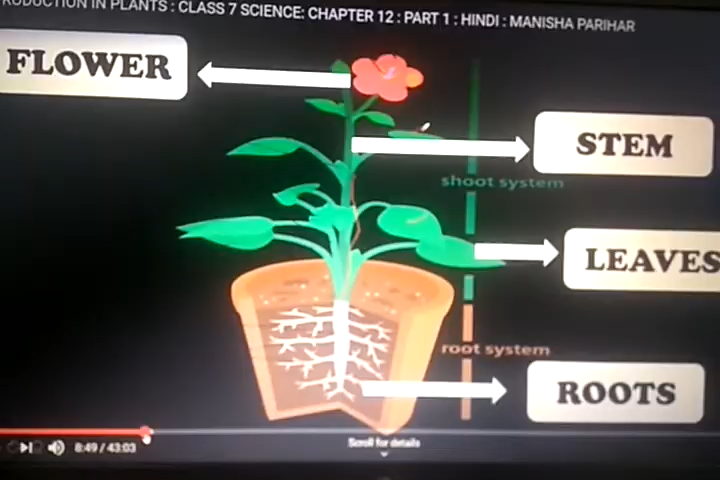 RODUCTION IN PLANTS : CLASS 7 SCIENCE: CHAPTER 12 : PART 1 : HINDI : MANISHA PARIHAR
FLOWER
STEM
shoot system
LEAVES
root system
ROOTS
8:49 / 43:03
Scroll for details